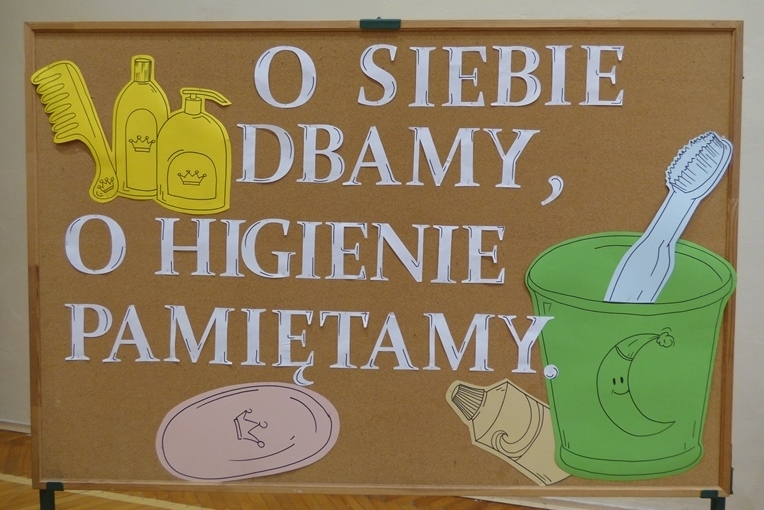 O SIEBIE
DBAMY,
O HIGIENIE
PAMIĘTAMY.